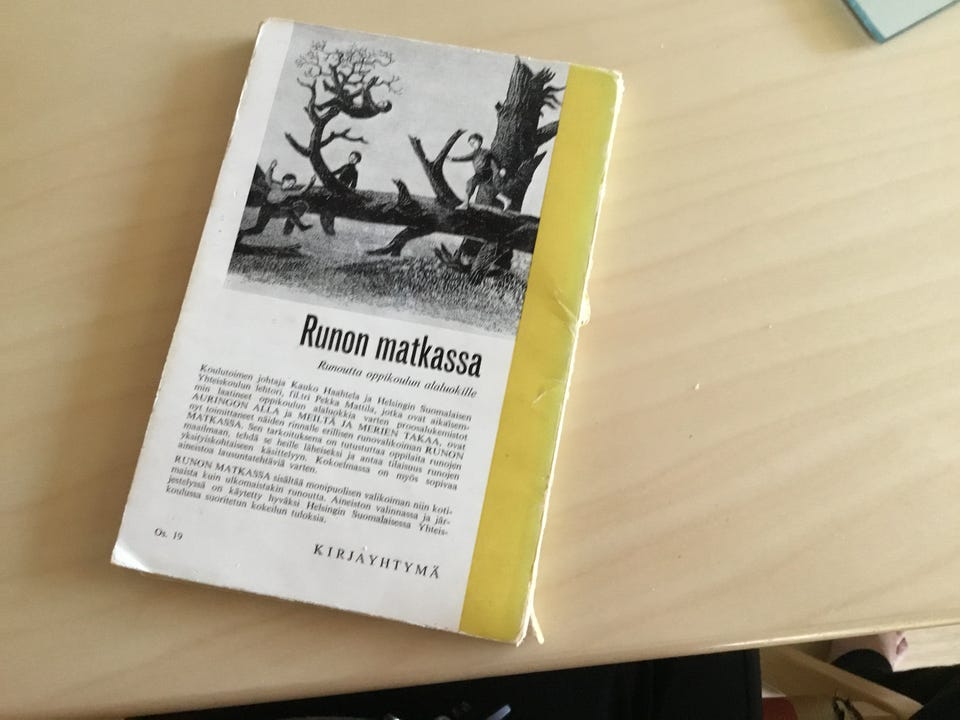 Runon matkassa
Runoutta oppikoulun alaluokille
Koulutoimen johtaja Kauko Haahtela ja Helsingin Suomalaisen
Yhteiskoulun lehtori, fil.tri Pekka Mattila, jotka ovat aikaisem-
min laatineet oppikoulun alaluokkia varten proosalukemistot
AURINGON ALLA ja MEILTÄ JA MERIEN TAKAA, ovat
nyt toimittaneet näiden rinnalle erillisen runovalikoiman RUNON
MATKASSA. Sen tarkoituksena on tutustuttaa oppilaita runojen
maailmaan, tehdä se heille läheiseksi ja antaa tilaisuus runojen
yksityiskohtaiseen käsittelyyn. Kokoelmassa on myös sopivaa
aineistoa lausuntatehtäviä varten.
RUNON MATKASSA sisältää monipuolisen valikoiman niin koti-
maista kuin ulkomaistakin runoutta. Aineiston valinnassa ja jär-
jestelyssä on käytetty hyväksi Helsingin Suomalaisessa Yhteis-
koulussa suoritetun kokeilun tuloksia.
Os. 19
KIRJAYHTYMÄ